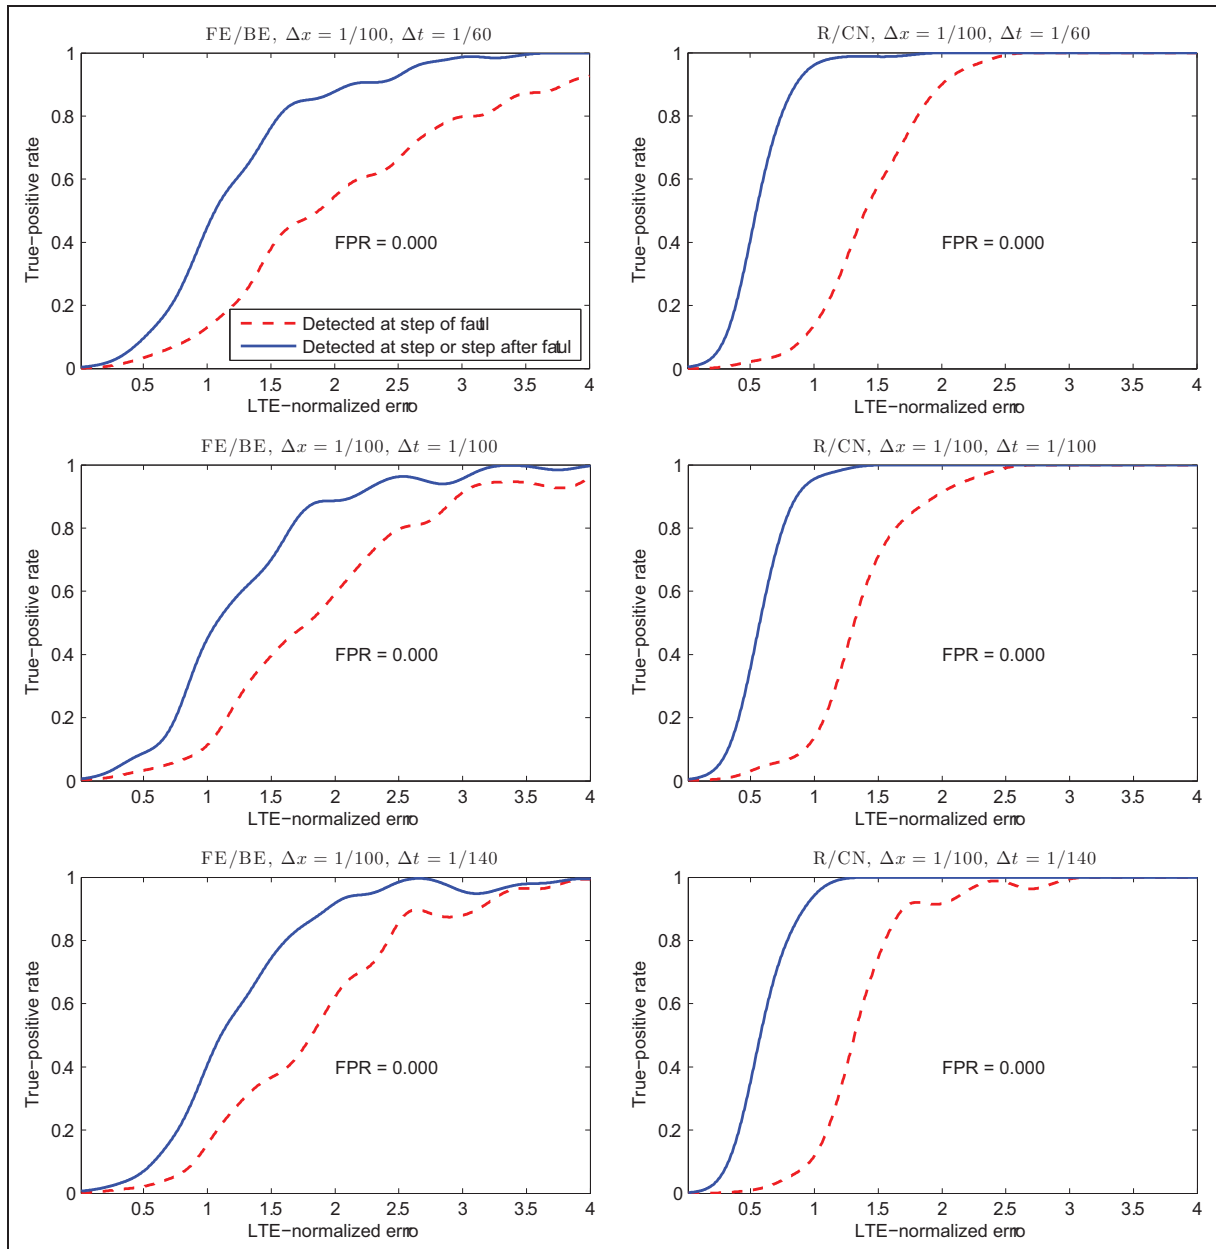 FE/BE, Δx = 1/100, Δt = 1/60
True−positive rate
1
0.8
0.6
0.4
0.2
0
FPR = 0.000
Detected at step of fault
Detected at step or step after fault
0.5 1 1.5 2 2.5 3 3.5 4
LTE−normalized error
R/CN, Δx = 1/100, Δt = 1/60
True−positive rate
1
0.8
0.6
0.4
0.2
0
FPR = 0.000
0.5 1 1.5 2 2.5 3 3.5 4
LTE−normalized error
FE/BE, Δx = 1/100, Δt = 1/100
True−positive rate
1
0.8
0.6
0.4
0.2
0
FPR = 0.000
0.5 1 1.5 2 2.5 3 3.5 4
LTE−normalized error
R/CN, Δx = 1/100, Δt = 1/100
True−positive rate
1
0.8
0.6
0.4
0.2
0
FPR = 0.000
0.5 1 1.5 2 2.5 3 3.5 4
LTE−normalized error
FE/BE, Δx = 1/100, Δt = 1/140
True−positive rate
1
0.8
0.6
0.4
0.2
0
FPR = 0.000
0.5 1 1.5 2 2.5 3 3.5 4
LTE−normalized error
R/CN, Δx = 1/100, Δt = 1/140
True−positive rate
1
0.8
0.6
0.4
0.2
0
FPR = 0.000
0.5 1 1.5 2 2.5 3 3.5 4
LTE−normalized error